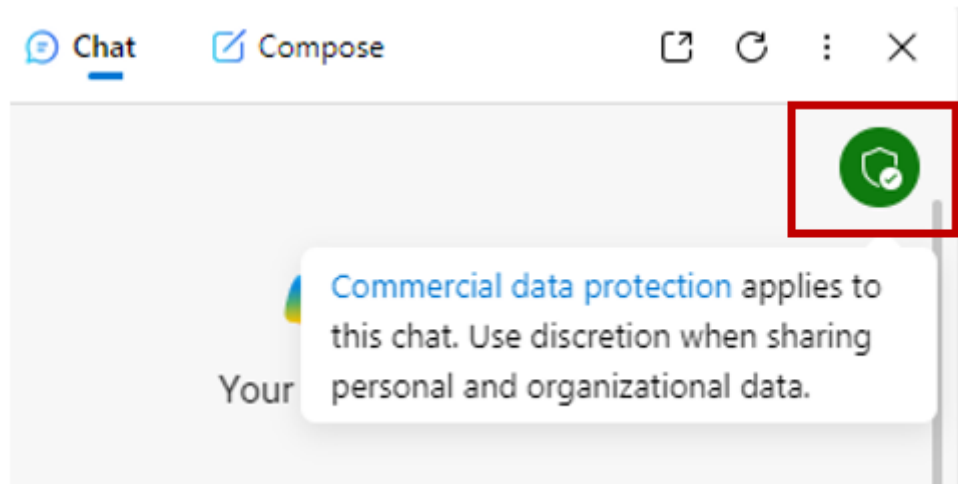 Chat Compose
Commercial data protection applies to
this chat. Use discretion when sharing
Your personal and organizational data.